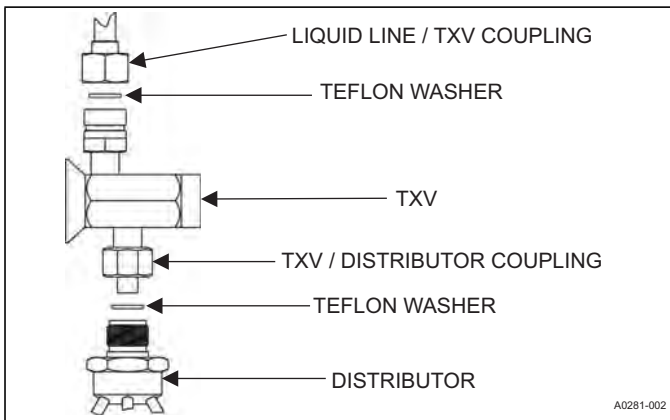 LIQUID LINE / TXV COUPLING
TEFLON WASHER
TXV
TXV / DISTRIBUTOR COUPLING
TEFLON WASHER
DISTRIBUTOR
A0281-002